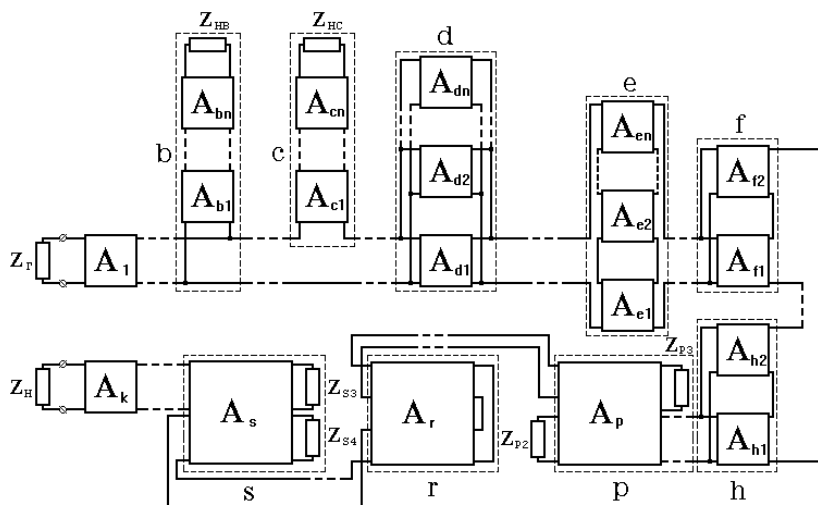 Z_HB Z_HC
d
A_bn A_cn A_dn
e
b c
A_en f
A_b1 A_c1 A_d2 A_f2
A_e2
Z_Г A_1 A_d1 A_f1
A_e1
Z_P3 A_h2
Z_H A_k A_s Z_S3 A_r A_p
Z_S4 Z_P2 A_h1
s r p h